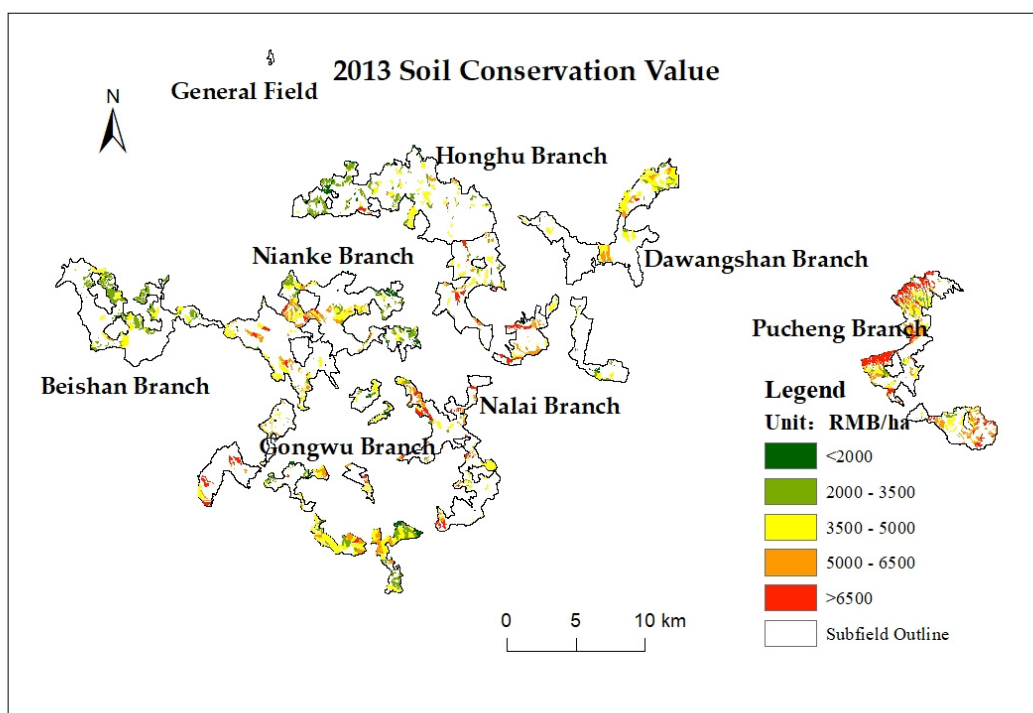 2013 Soil Conservation Value
General Field
N
Honghu Branch
Nianke Branch
Dawangshan Branch
Pucheng Branch
Beishan Branch
Nalai Branch
Gongwu Branch
Legend
Unit: RMB/ha
<2000
2000 - 3500
3500 - 5000
5000 - 6500
>6500
Subfield Outline
0 5 10 km